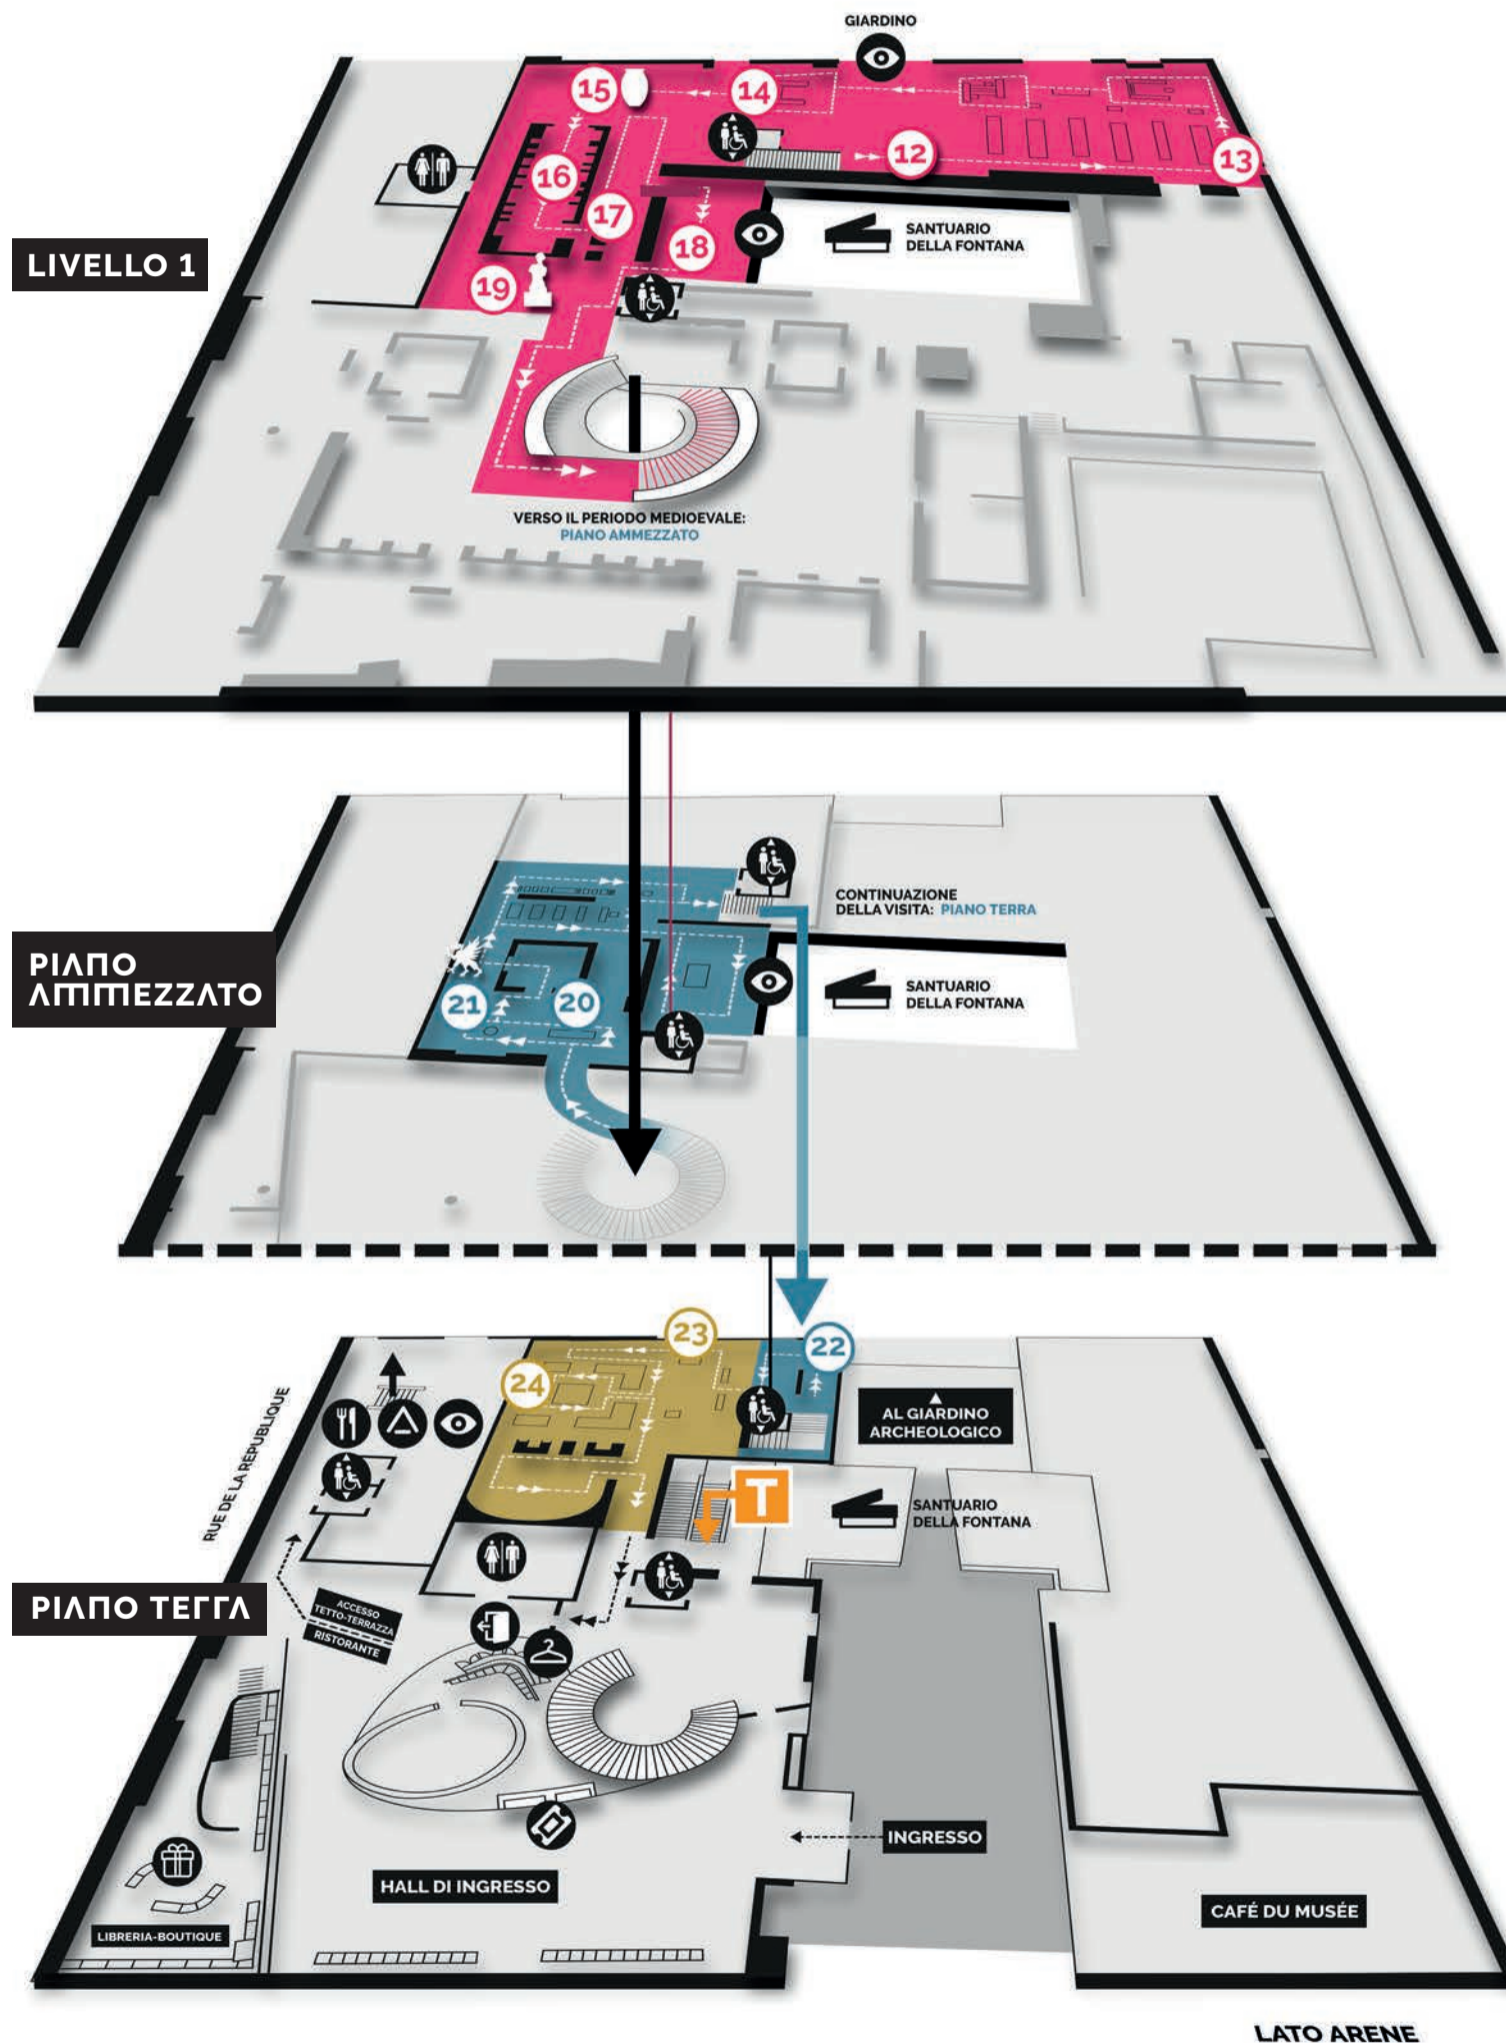 GIARDINO
15
14
12
13
16
17
18
SANTUARIO
DELLA FONTANA
LIVELLO 1
19
VERSO IL PERIODO MEDIOEVALE:
PIANO AMMEZZATO
CONTINUAZIONE
DELLA VISITA: PIANO TERRA
PIANO
AMMEZZATO
SANTUARIO
DELLA FONTANA
21
20
23
22
24
RUE DE LA RÉPUBLIQUE
AL GIARDINO
ARCHEOLOGICO
T
SANTUARIO
DELLA FONTANA
PIANO TERRA
ACCESSO
TETTO-TERRAZZA
RISTORANTE
INGRESSO
HALL DI INGRESSO
CAFÉ DU MUSÉE
LIBRERIA-BOUTIQUE
LATO ARENE